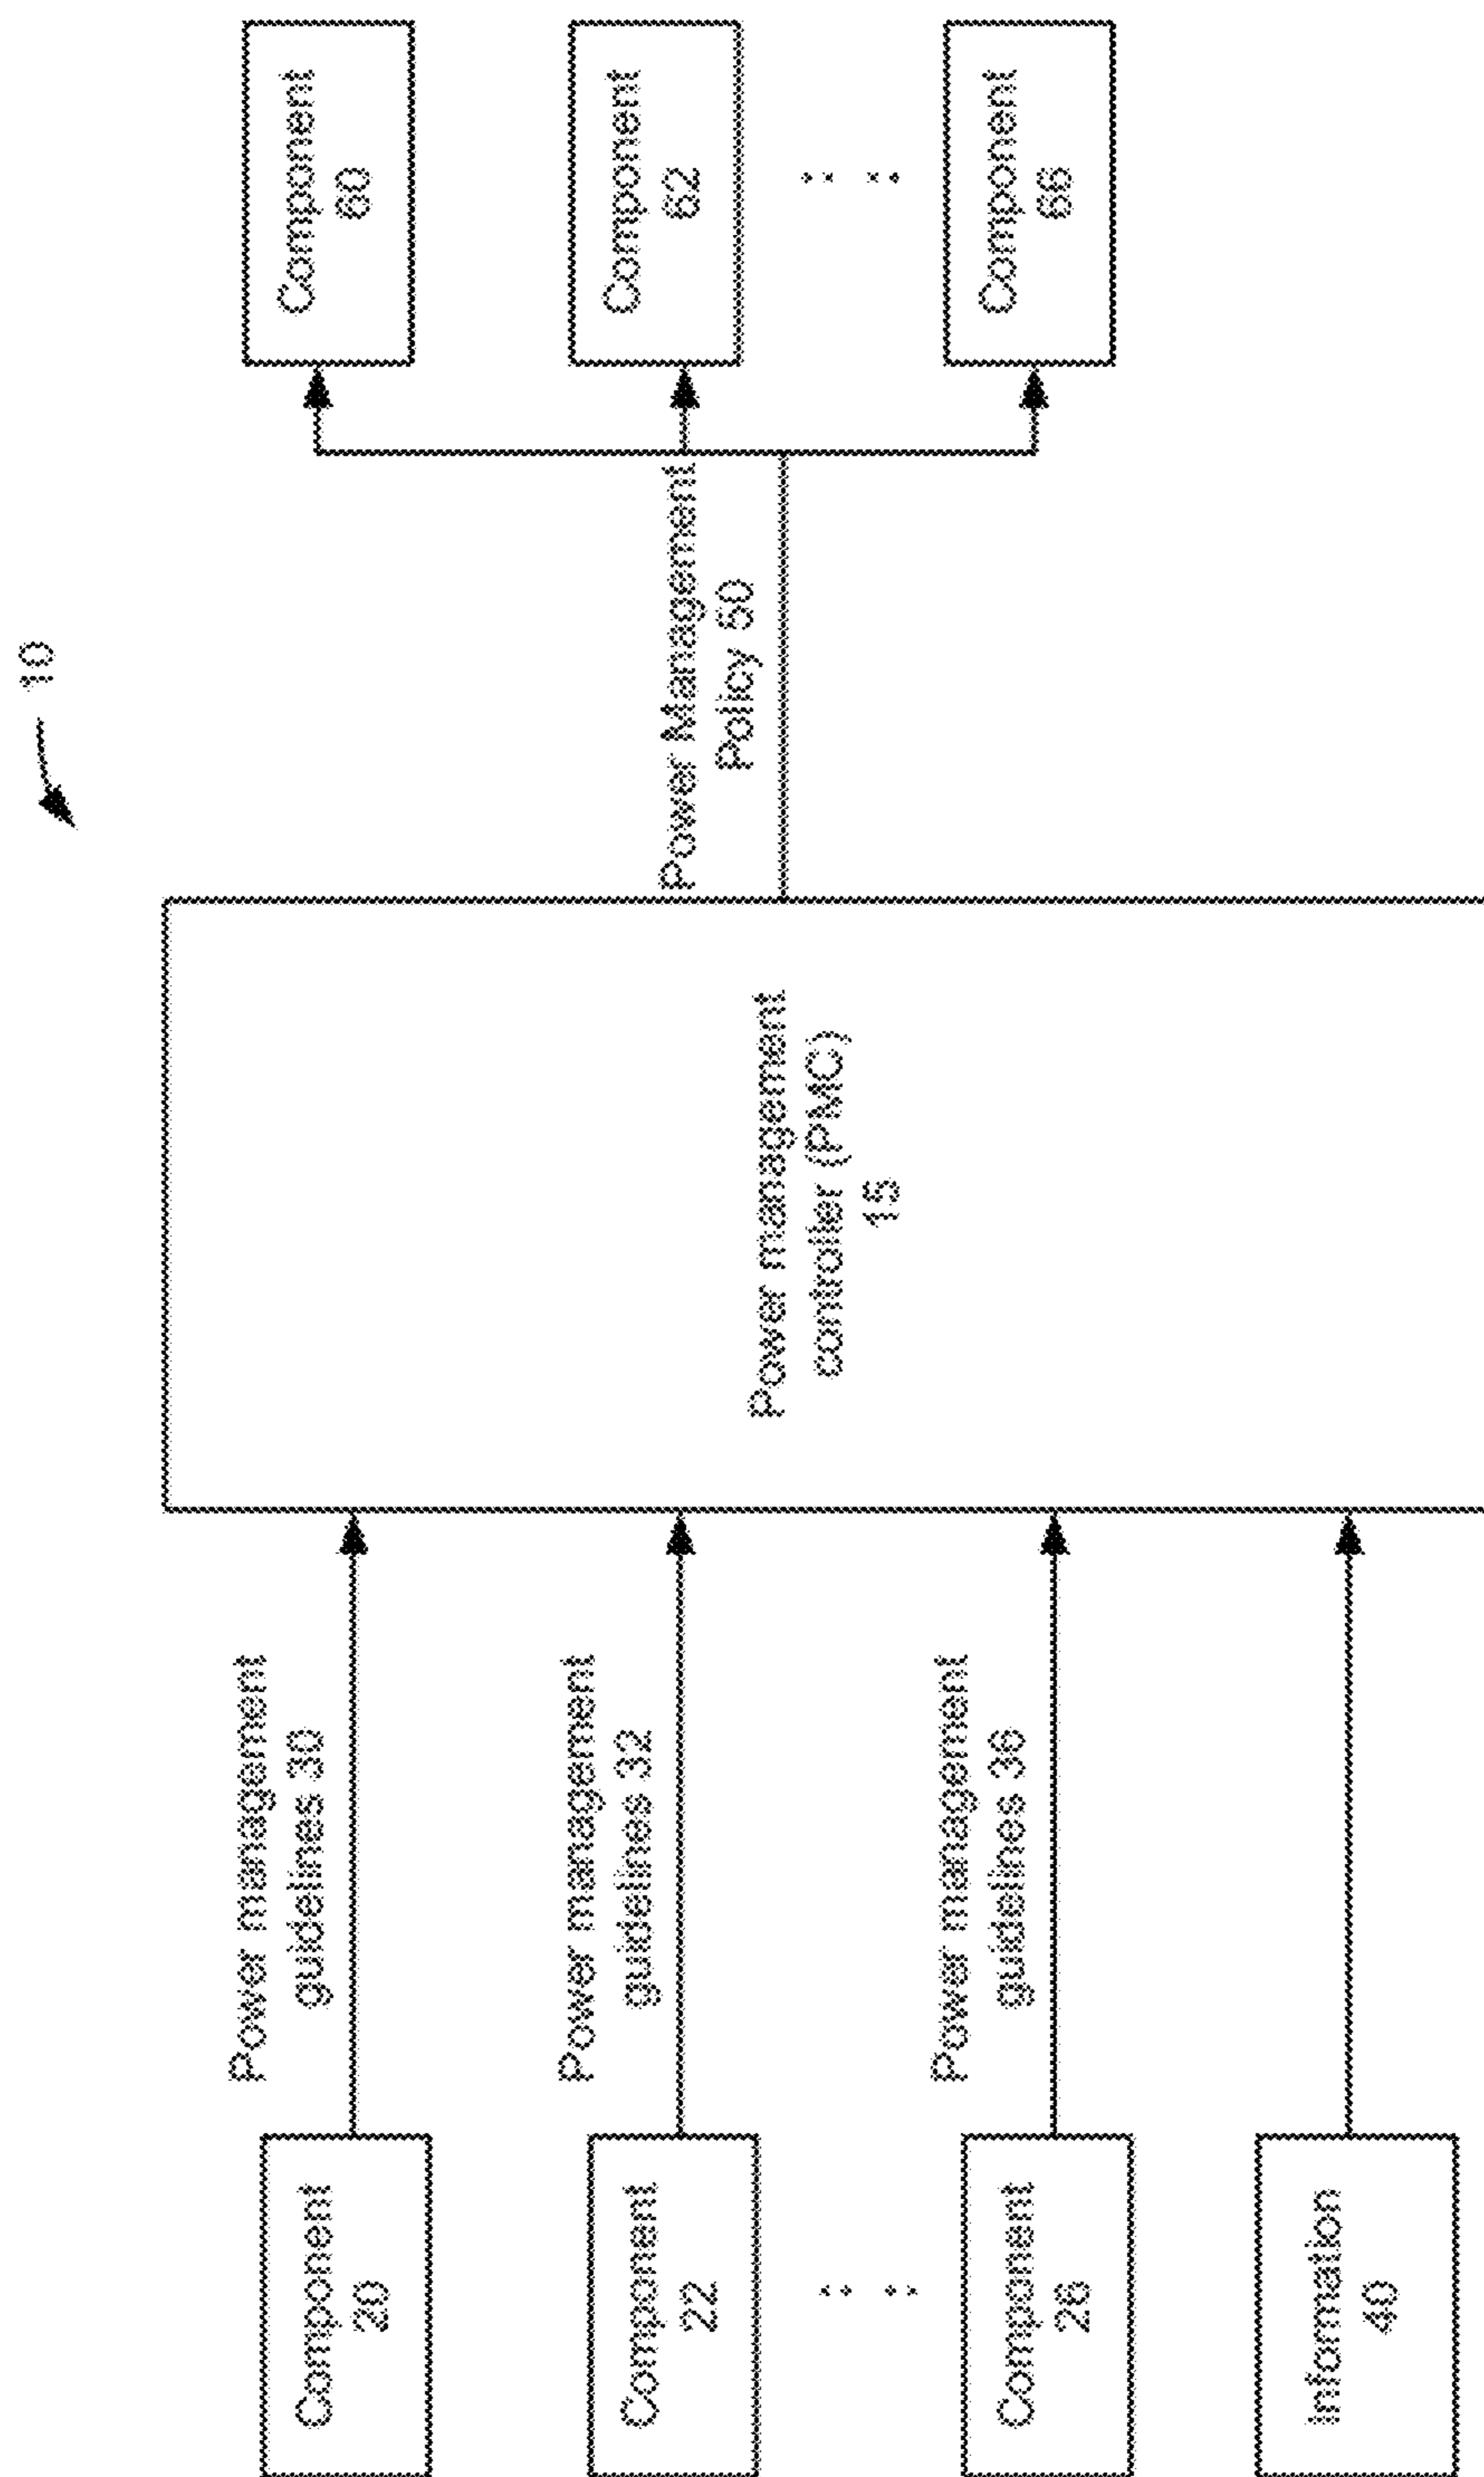 10
Component
20
Power management
guidelines 30
Component
22
Power management
guidelines 32
Component
26
Power management
guidelines 36
Information
40
Power management
controller (PMC)
15
Power Management
Policy 50
Component
60
Component
62
Component
66